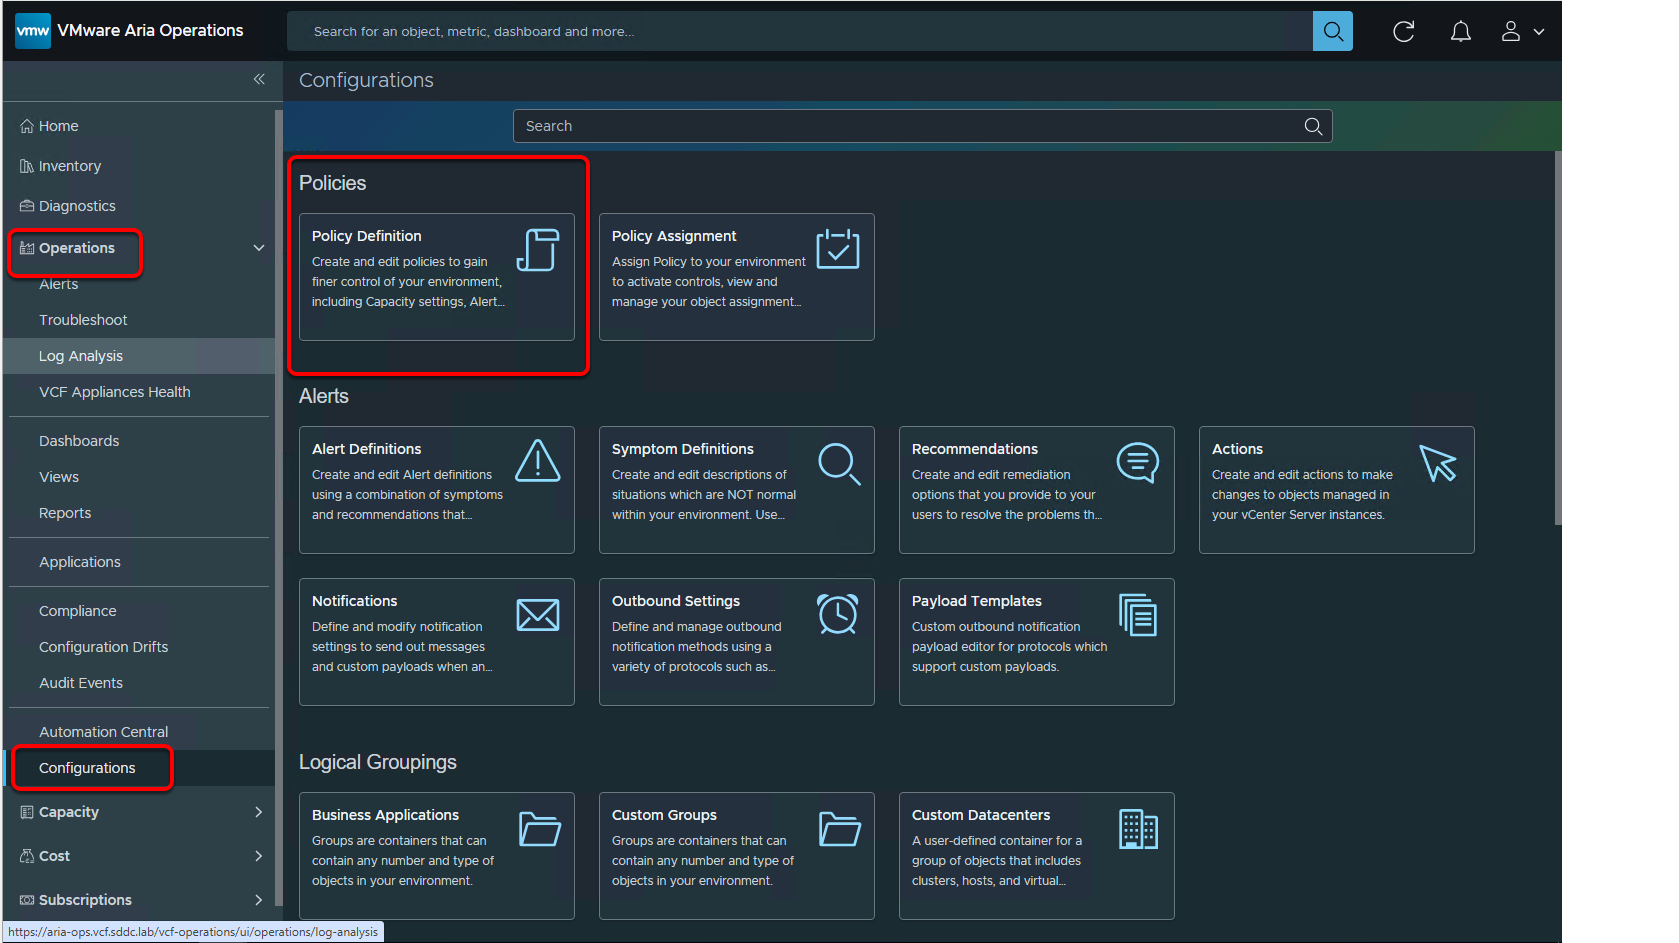 vmw VMware Aria Operations
Search for an object, metric, dashboard and more...
Configurations
Home
Inventory
Diagnostics
Operations
Alerts
Troubleshoot
Log Analysis
VCF Appliances Health
Dashboards
Views
Reports
Applications
Compliance
Configuration Drifts
Audit Events
Automation Central
Configurations
Capacity
Cost
Subscriptions
https://aria-ops.vcf.sddc.lab/vcf-operations/ui/operations/log-analysis
Search
Policies
Policy Definition
Create and edit policies to gain
finer control of your environment,
including Capacity settings, Alert...
Policy Assignment
Assign Policy to your environment
to activate controls, view and
manage your object assignment...
Alerts
Alert Definitions
Create and edit Alert definitions
using a combination of symptoms
and recommendations that...
Symptom Definitions
Create and edit descriptions of
situations which are NOT normal
within your environment. Use...
Recommendations
Create and edit remediation
options that you provide to your
users to resolve the problems th...
Actions
Create and edit actions to make
changes to objects managed in
your vCenter Server instances.
Notifications
Define and modify notification
settings to send out messages
and custom payloads when an...
Outbound Settings
Define and manage outbound
notification methods using a
variety of protocols such as...
Payload Templates
Custom outbound notification
payload editor for protocols which
support custom payloads.
Logical Groupings
Business Applications
Groups are containers that can
contain any number and type of
objects in your environment.
Custom Groups
Groups are containers that can
contain any number and type of
objects in your environment.
Custom Datacenters
A user-defined container for a
group of objects that includes
clusters, hosts, and virtual...